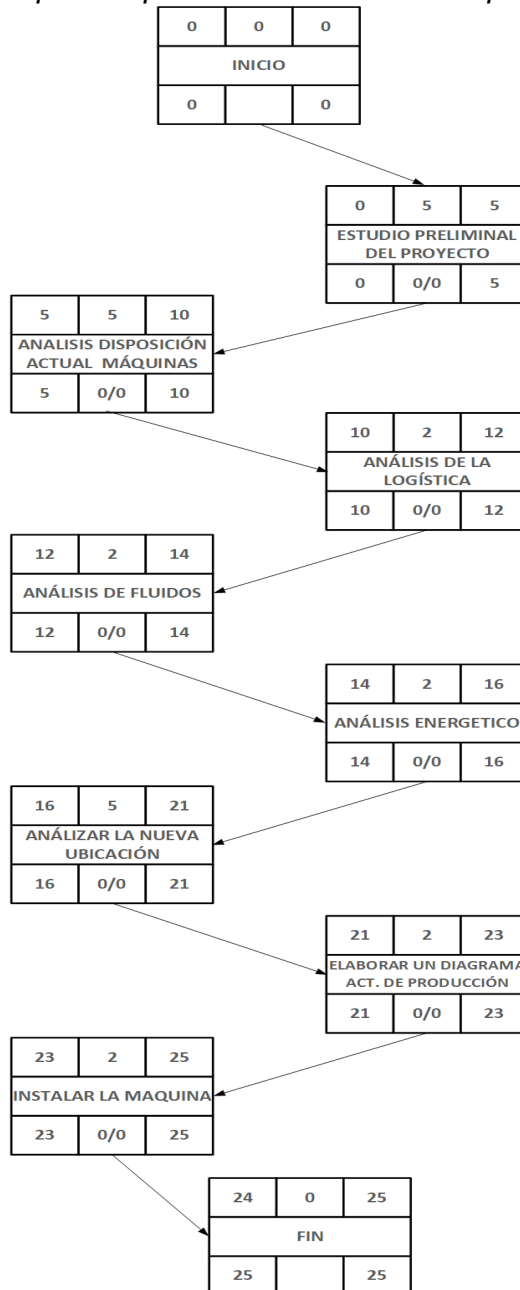 0 0 0
INICIO
0 0
0 5 5
ESTUDIO PRELIMINAR
DEL PROYECTO
0 0/0 5
5 5 10
ANALISIS DISPOSICIÓN
ACTUAL MÁQUINAS
5 0/0 10
10 2 12
ANÁLISIS DE LA
LOGÍSTICA
10 0/0 12
12 2 14
ANÁLISIS DE FLUIDOS
12 0/0 14
14 2 16
ANÁLISIS ENERGETICO
14 0/0 16
16 5 21
ANÁLIZAR LA NUEVA
UBICACIÓN
16 0/0 21
21 2 23
ELABORAR UN DIAGRAMA
ACT. DE PRODUCCIÓN
21 0/0 23
23 2 25
INSTALAR LA MAQUINA
23 0/0 25
24 0 25
FIN
25 25